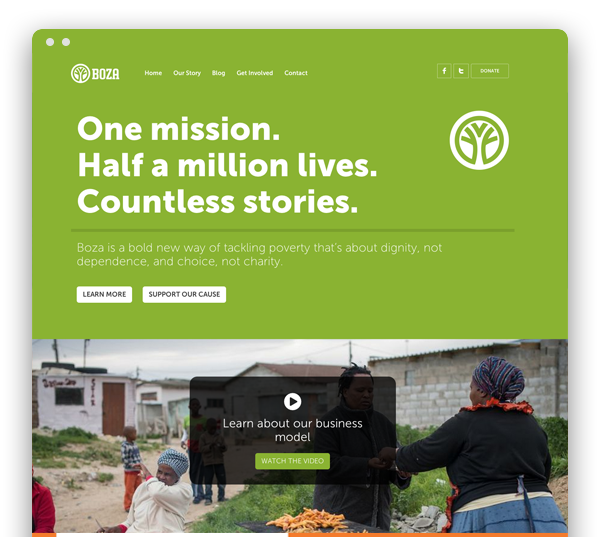 BOZA
Home Our Story Blog Get Involved Contact
DONATE
One mission.
Half a million lives.
Countless stories.
Boza is a bold new way of tackling poverty that's about dignity, not
dependence, and choice, not charity.
LEARN MORE SUPPORT OUR CAUSE
Learn about our business
model
WATCH THE VIDEO